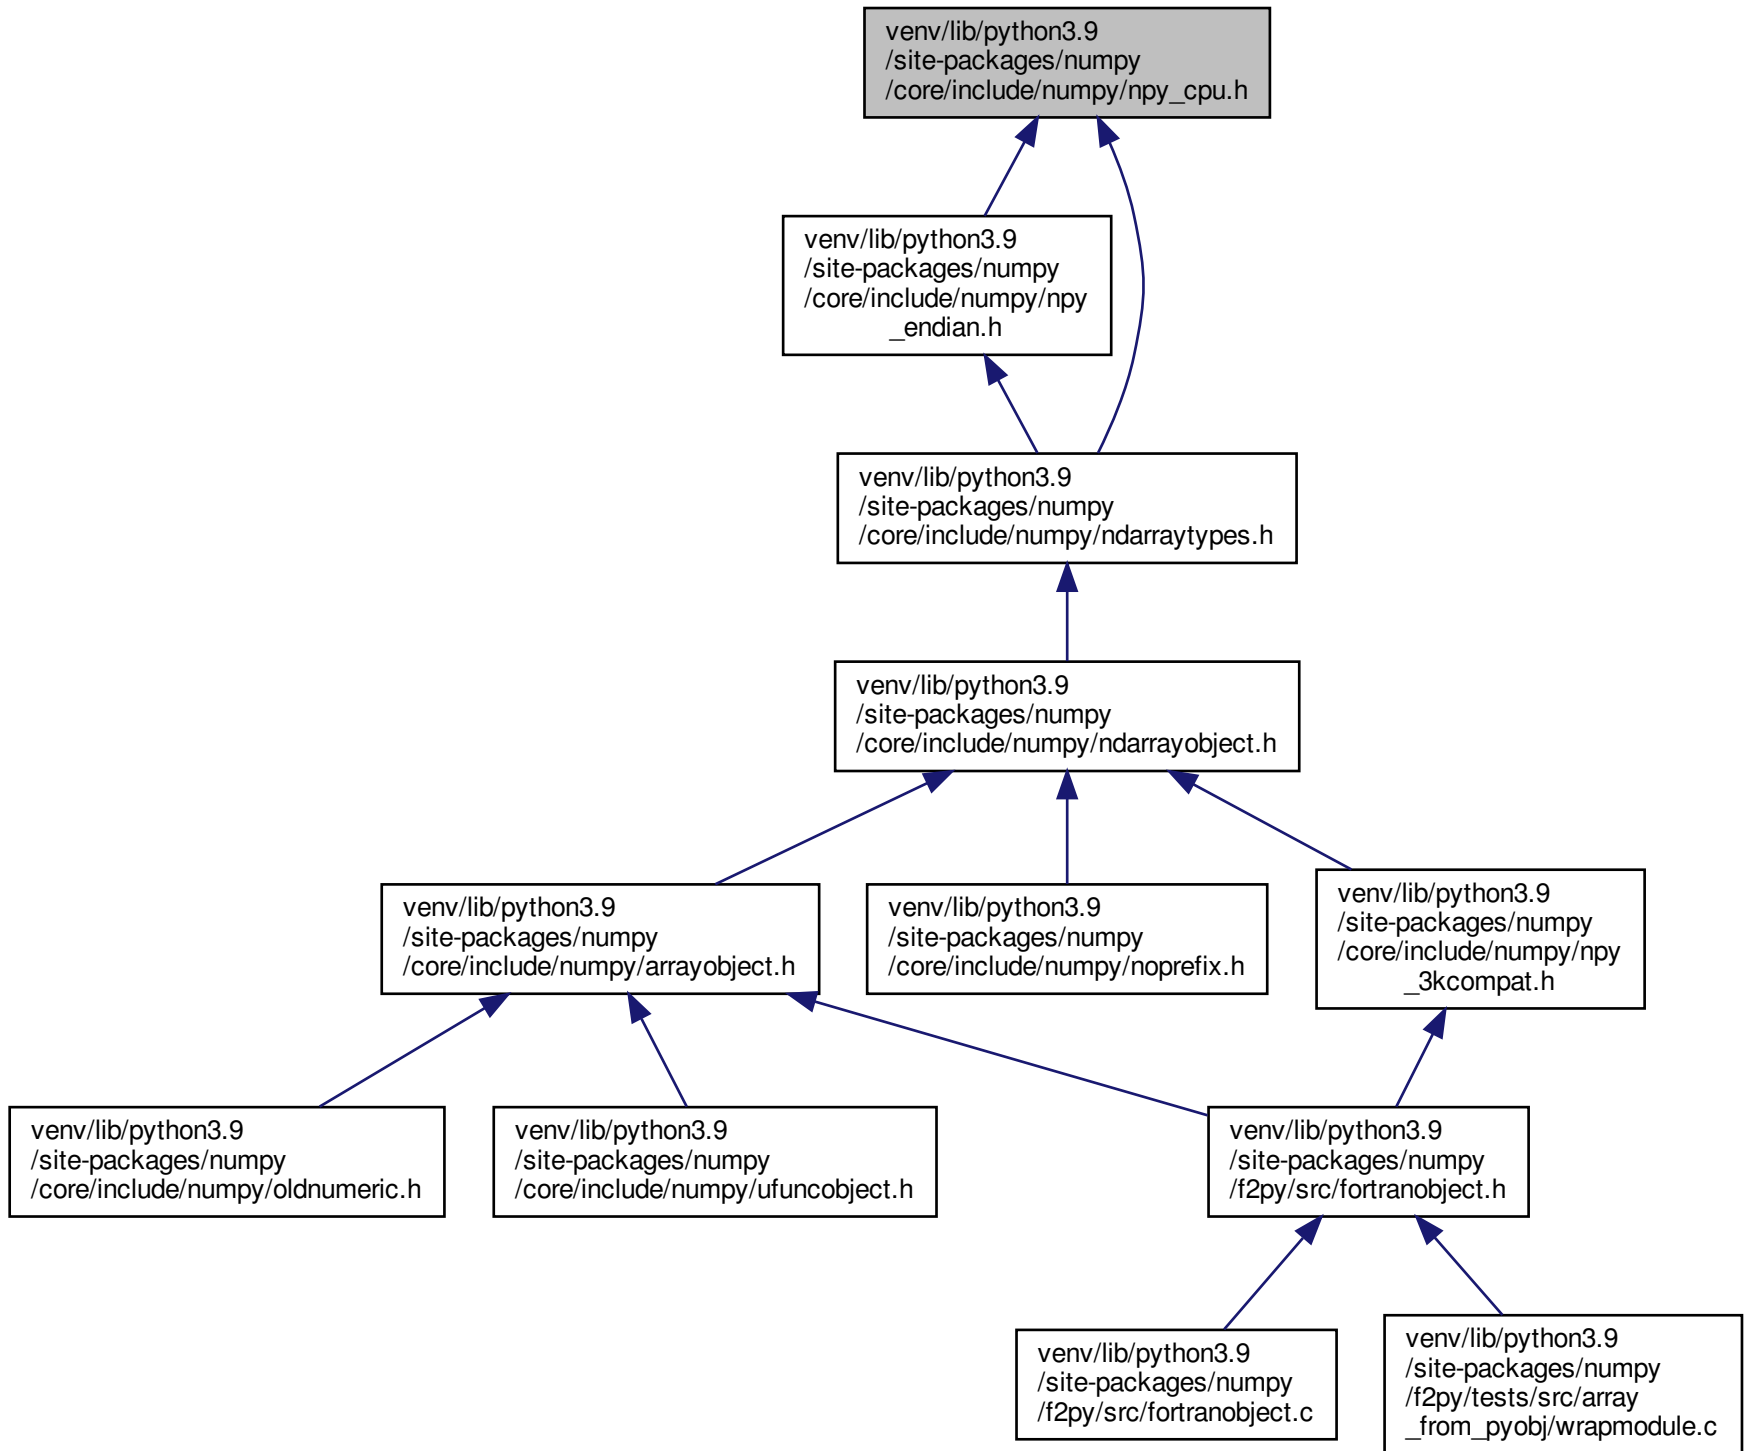 venv/lib/python3.9
/site-packages/numpy
/core/include/numpy/npy_cpu.h
venv/lib/python3.9
/site-packages/numpy
/core/include/numpy/npy
_endian.h
venv/lib/python3.9
/site-packages/numpy
/core/include/numpy/ndarraytypes.h
venv/lib/python3.9
/site-packages/numpy
/core/include/numpy/ndarrayobject.h
venv/lib/python3.9
/site-packages/numpy
/core/include/numpy/arrayobject.h
venv/lib/python3.9
/site-packages/numpy
/core/include/numpy/noprefix.h
venv/lib/python3.9
/site-packages/numpy
/core/include/numpy/npy
_3kcompat.h
venv/lib/python3.9
/site-packages/numpy
/core/include/numpy/oldnumeric.h
venv/lib/python3.9
/site-packages/numpy
/core/include/numpy/ufuncobject.h
venv/lib/python3.9
/site-packages/numpy
/f2py/src/fortranobject.h
venv/lib/python3.9
/site-packages/numpy
/f2py/src/fortranobject.c
venv/lib/python3.9
/site-packages/numpy
/f2py/tests/src/array
_from_pyobj/wrapmodule.c